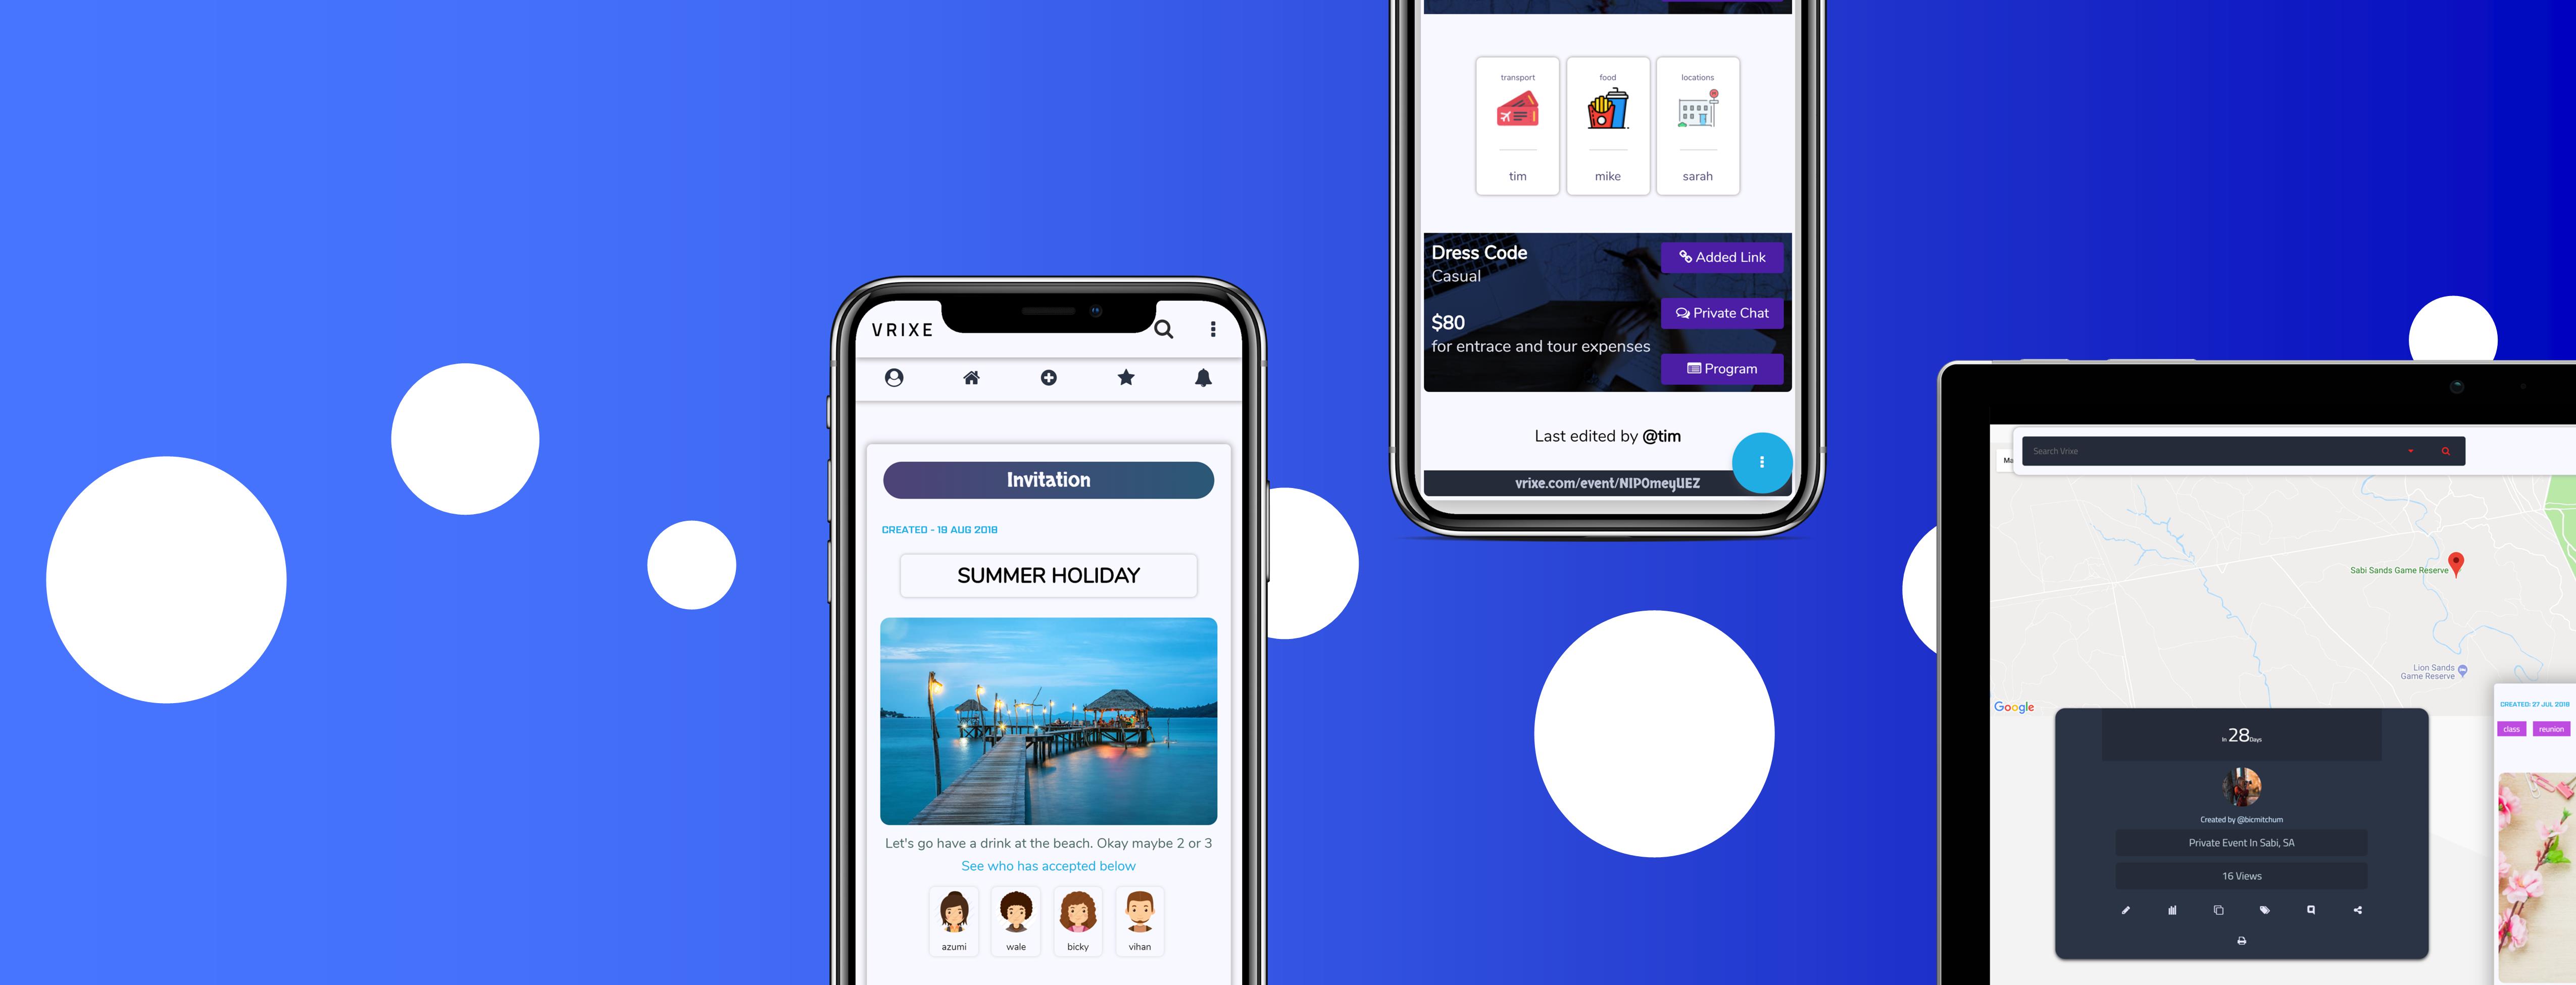 VRIXE
Invitation
CREATED - 19 AUG 2018
SUMMER HOLIDAY
Let's go have a drink at the beach. Okay maybe 2 or 3
See who has accepted below
azumi wale bicky vihan
transport food locations
tim mike sarah
Dress Code
Casual
$80
for entrace and tour expenses
Added Link
Private Chat
Program
Last edited by @tim
vrixe.com/event/NIP0meyUEZ
Search Vrixe
Ma
Sabi Sands Game Reserve
Lion Sands
Game Reserve
Google
In 28 Days
Created by @bicmitchum
Private Event In Sabi, SA
16 Views
CREATED: 27 JUL 2018
class reunion